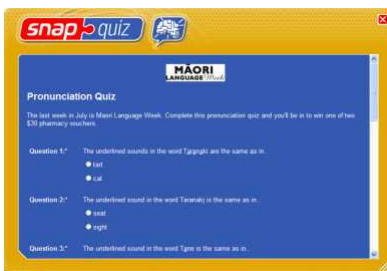 snap quiz
MĀORI
LANGUAGE Week
Pronunciation Quiz
The last week in July is Maori Language Week. Complete this pronunciation quiz and you'll be in to win one of two
$30 pharmacy vouchers.
Question 1:* The underlined sounds in the word Taranaki are the same as in..
tart
cat
Question 2:* The underlined sound in the word Taranaki is the same as in..
seat
eight
Question 3:* The underlined sound in the word Tane is the same as in..